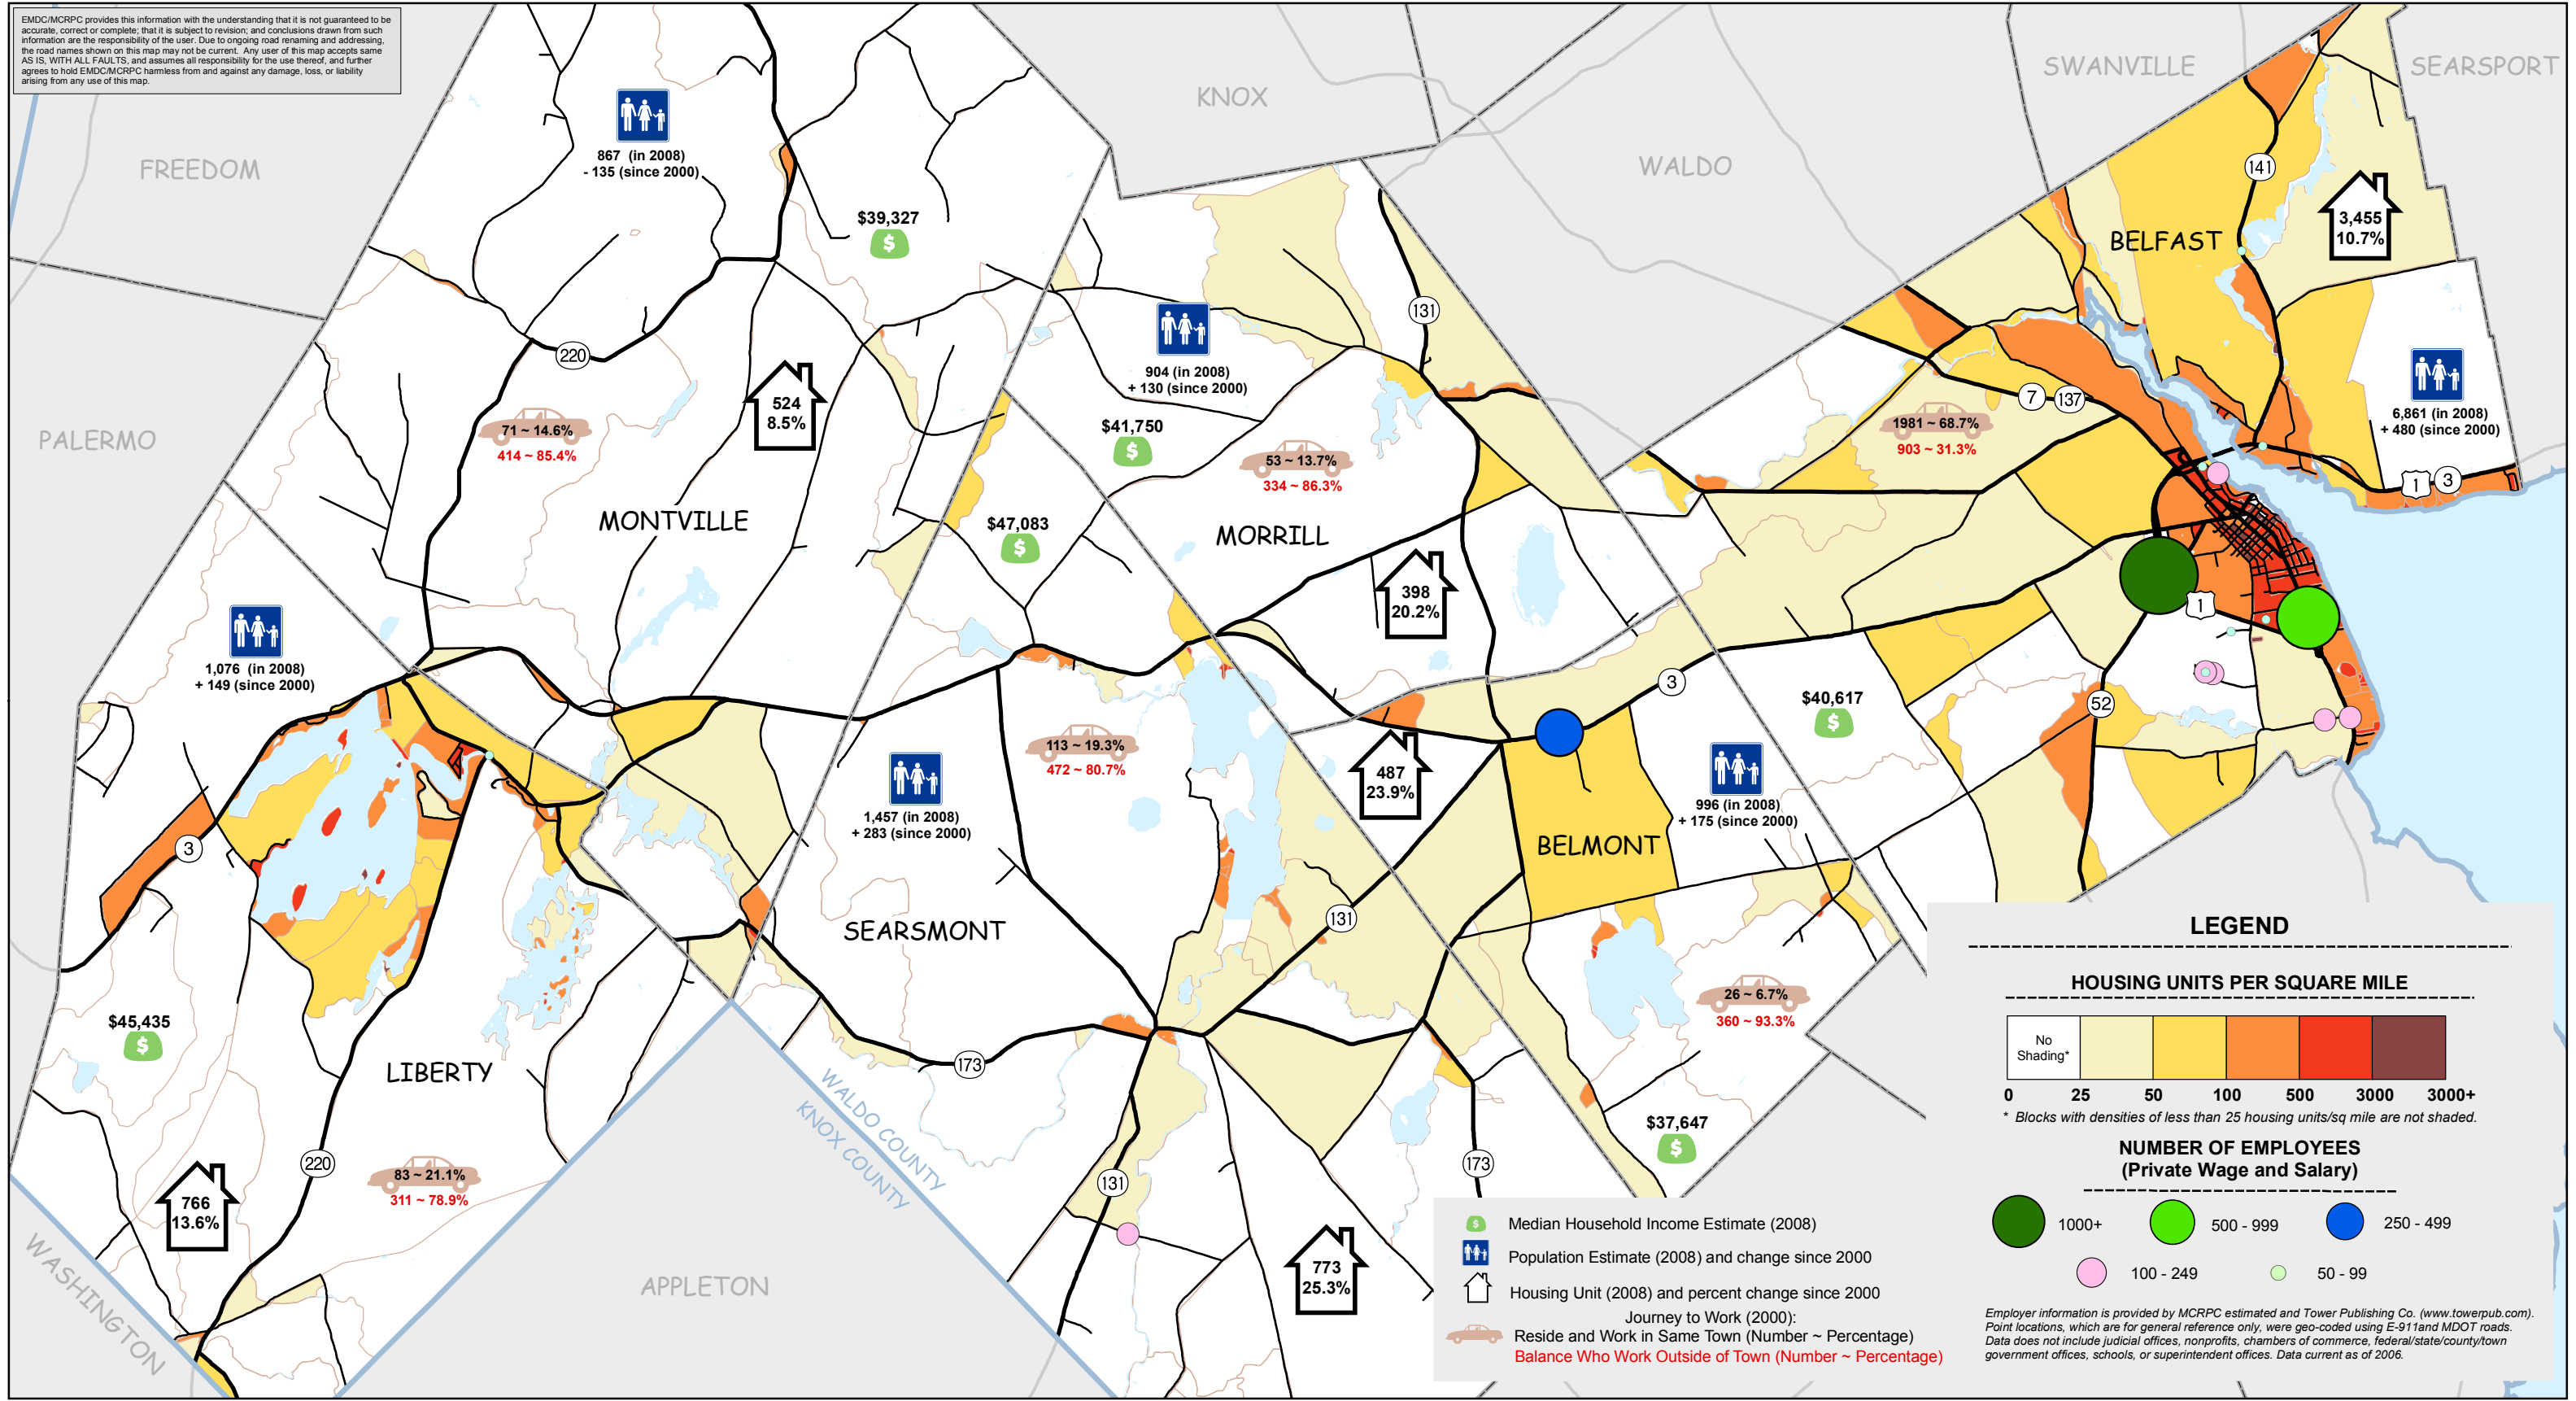 EMDC/MCRPC provides this information with the understanding that it is not guaranteed to be
accurate, correct or complete; that it is subject to revision; and conclusions drawn from such
information are the responsibility of the user. Due to ongoing road renaming and addressing,
the road names shown on this map may not be current. Any user of this map accepts same
AS IS, WITH ALL FAULTS, and assumes all responsibility for the use thereof, and further
agrees to hold EMDC/MCRPC harmless from and against any damage, loss, or liability
arising from any use of this map.
FREEDOM
KNOX
WALDO
SWANVILLE
SEARSPORT
PALERMO
WASHINGTON
APPLETON
WALDO COUNTY
KNOX COUNTY
867 (in 2008)
- 135 (since 2000)
$39,327
$
220
71 ~ 14.6%
414 ~ 85.4%
524
8.5%
MONTVILLE
904 (in 2008)
+ 130 (since 2000)
$41,750
$
131
53 ~ 13.7%
334 ~ 86.3%
MORRILL
398
20.2%
141
BELFAST
3,455
10.7%
6,861 (in 2008)
+ 480 (since 2000)
7
137
1981 ~ 68.7%
903 ~ 31.3%
1
3
1
52
$40,617
$
1,076 (in 2008)
+ 149 (since 2000)
3
$45,435
$
LIBERTY
766
13.6%
220
83 ~ 21.1%
311 ~ 78.9%
$47,083
$
113 ~ 19.3%
472 ~ 80.7%
1,457 (in 2008)
+ 283 (since 2000)
SEARSMONT
173
131
131
173
773
25.3%
3
487
23.9%
BELMONT
996 (in 2008)
+ 175 (since 2000)
26 ~ 6.7%
360 ~ 93.3%
$37,647
$
$ Median Household Income Estimate (2008)
Population Estimate (2008) and change since 2000
Housing Unit (2008) and percent change since 2000
Journey to Work (2000):
Reside and Work in Same Town (Number ~ Percentage)
Balance Who Work Outside of Town (Number ~ Percentage)
LEGEND
HOUSING UNITS PER SQUARE MILE
No
Shading*
0 25 50 100 500 3000 3000+
* Blocks with densities of less than 25 housing units/sq mile are not shaded.
NUMBER OF EMPLOYEES
(Private Wage and Salary)
1000+ 500 - 999 250 - 499
100 - 249 50 - 99
Employer information is provided by MCRPC estimated and Tower Publishing Co. (www.towerpub.com).
Point locations, which are for general reference only, were geo-coded using E-911and MDOT roads.
Data does not include judicial offices, nonprofits, chambers of commerce, federal/state/county/town
government offices, schools, or superintendent offices. Data current as of 2006.